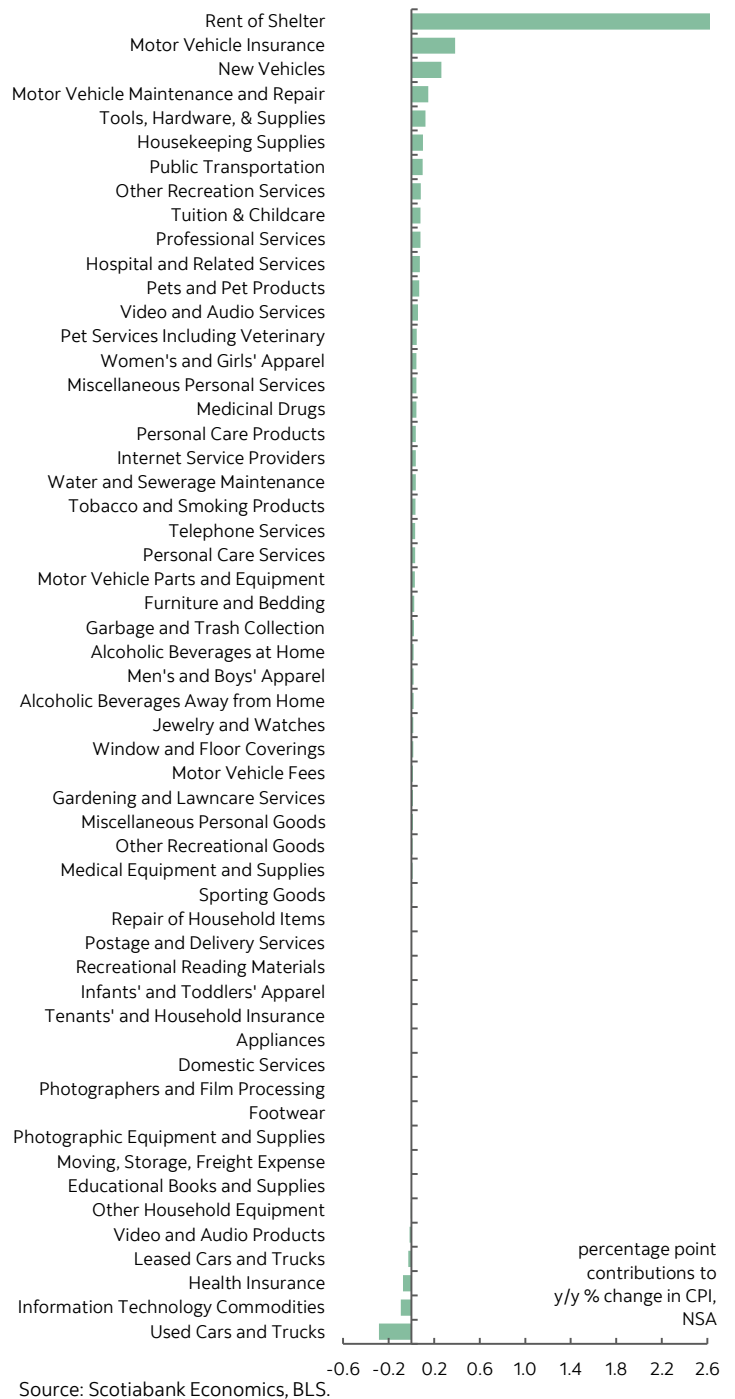 Rent of Shelter
Motor Vehicle Insurance
New Vehicles
Motor Vehicle Maintenance and Repair
Tools, Hardware, & Supplies
Housekeeping Supplies
Public Transportation
Other Recreation Services
Tuition & Childcare
Professional Services
Hospital and Related Services
Pets and Pet Products
Video and Audio Services
Pet Services Including Veterinary
Women's and Girls' Apparel
Miscellaneous Personal Services
Medicinal Drugs
Personal Care Products
Internet Service Providers
Water and Sewerage Maintenance
Tobacco and Smoking Products
Telephone Services
Personal Care Services
Motor Vehicle Parts and Equipment
Furniture and Bedding
Garbage and Trash Collection
Alcoholic Beverages at Home
Men's and Boys' Apparel
Alcoholic Beverages Away from Home
Jewelry and Watches
Window and Floor Coverings
Motor Vehicle Fees
Gardening and Lawncare Services
Miscellaneous Personal Goods
Other Recreational Goods
Medical Equipment and Supplies
Sporting Goods
Repair of Household Items
Postage and Delivery Services
Recreational Reading Materials
Infants' and Toddlers' Apparel
Tenants' and Household Insurance
Appliances
Domestic Services
Photographers and Film Processing
Footwear
Photographic Equipment and Supplies
Moving, Storage, Freight Expense
Educational Books and Supplies
Other Household Equipment
Video and Audio Products
Leased Cars and Trucks
Health Insurance
Information Technology Commodities
Used Cars and Trucks
percentage point
contributions to
y/y % change in CPI,
NSA
-0.6 -0.2 0.2 0.6 1.0 1.4 1.8 2.2 2.6
Source: Scotiabank Economics, BLS.